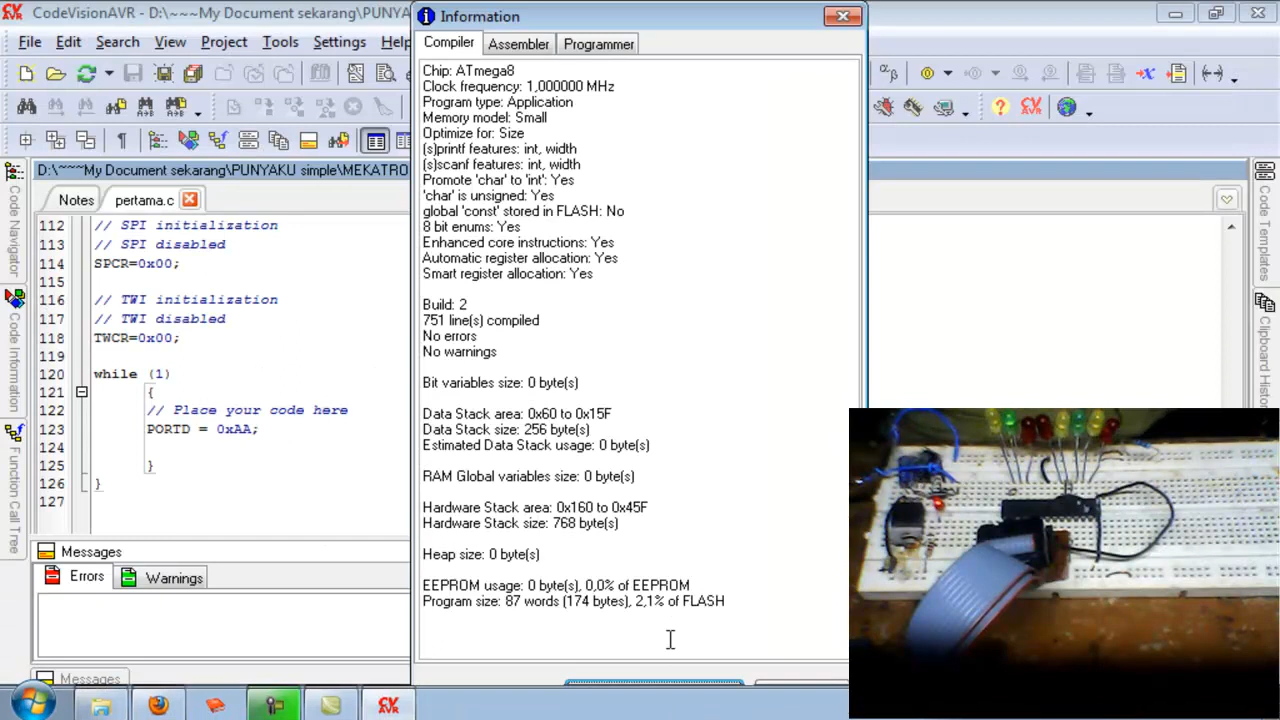 CodeVisionAVR - D:\~~~My Document sekarang\PUNYA
Information
File Edit Search View Project Tools Settings Help
Compiler Assembler Programmer
Chip: ATmega8
Clock frequency: 1,000000 MHz
Program type: Application
Memory model: Small
Optimize for: Size
(s)printf features: int, width
(s)scanf features: int, width
Promote 'char' to 'int': Yes
'char' is unsigned: Yes
global 'const' stored in FLASH: No
8 bit enums: Yes
Enhanced core instructions: Yes
Automatic register allocation: Yes
Smart register allocation: Yes
Build: 2
751 line(s) compiled
No errors
No warnings
Bit variables size: 0 byte(s)
Data Stack area: 0x60 to 0x15F
Data Stack size: 256 byte(s)
Estimated Data Stack usage: 0 byte(s)
RAM Global variables size: 0 byte(s)
Hardware Stack area: 0x160 to 0x45F
Hardware Stack size: 768 byte(s)
Heap size: 0 byte(s)
EEPROM usage: 0 byte(s), 0,0% of EEPROM
Program size: 87 words (174 bytes), 2,1% of FLASH
D:\~~~My Document sekarang\PUNYAKU simple\MEKATRO
Notes pertama.c
112 // SPI initialization
113 // SPI disabled
114 SPCR=0x00;
115
116 // TWI initialization
117 // TWI disabled
118 TWCR=0x00;
119
120 while (1)
121 {
122 // Place your code here
123 PORTD = 0xAA;
124
125 }
126 }
127
Messages
Errors Warnings
Messages
Code Navigator
Code Information
Function Call Tree
Code Templates
Clipboard History
CV
AVR